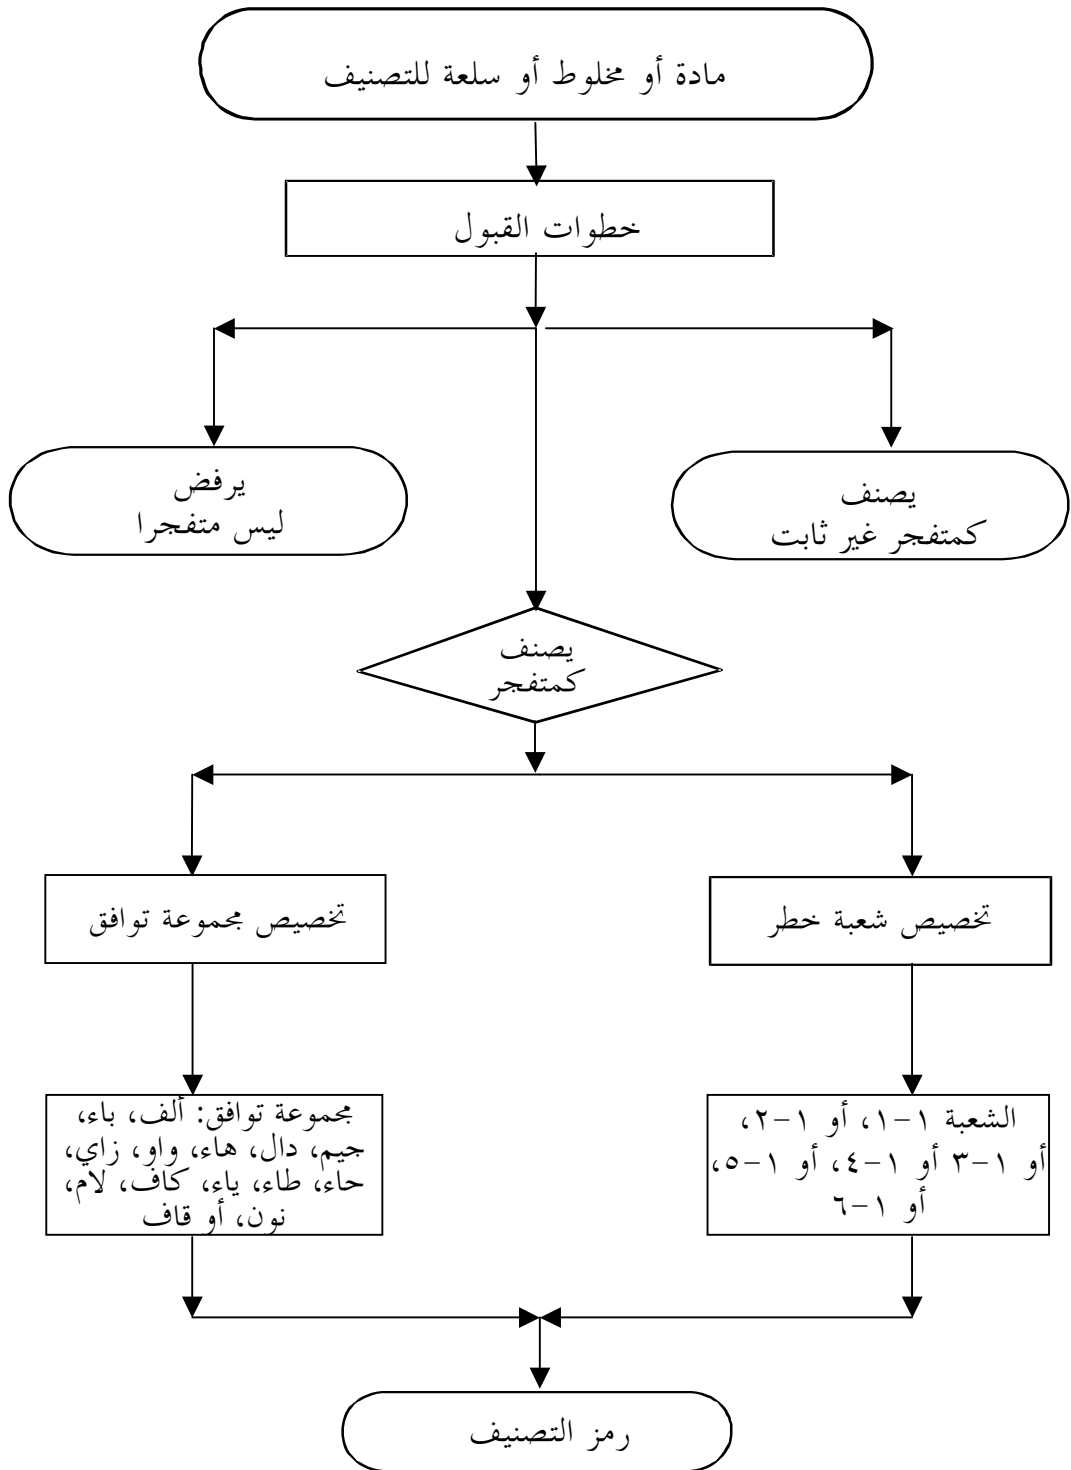 مادة أو مخلوط أو سلعة للتصنيف
خطوات القبول
يصنف
كمتفجر غير ثابت
يرفض
ليس متفجرا
يصنف
كمتفجر
تخصيص شعبة خطر
تخصيص مجموعة توافق
الشعبة ١-١، أو ١-٢،
أو ١-٣ أو ١-٤، أو ١-٥،
أو ١-٦
مجموعة توافق: ألف، باء،
جيم، دال، هاء، واو، زاي،
حاء، طاء، ياء، كاف، لام،
نون، أو قاف
رمز التصنيف